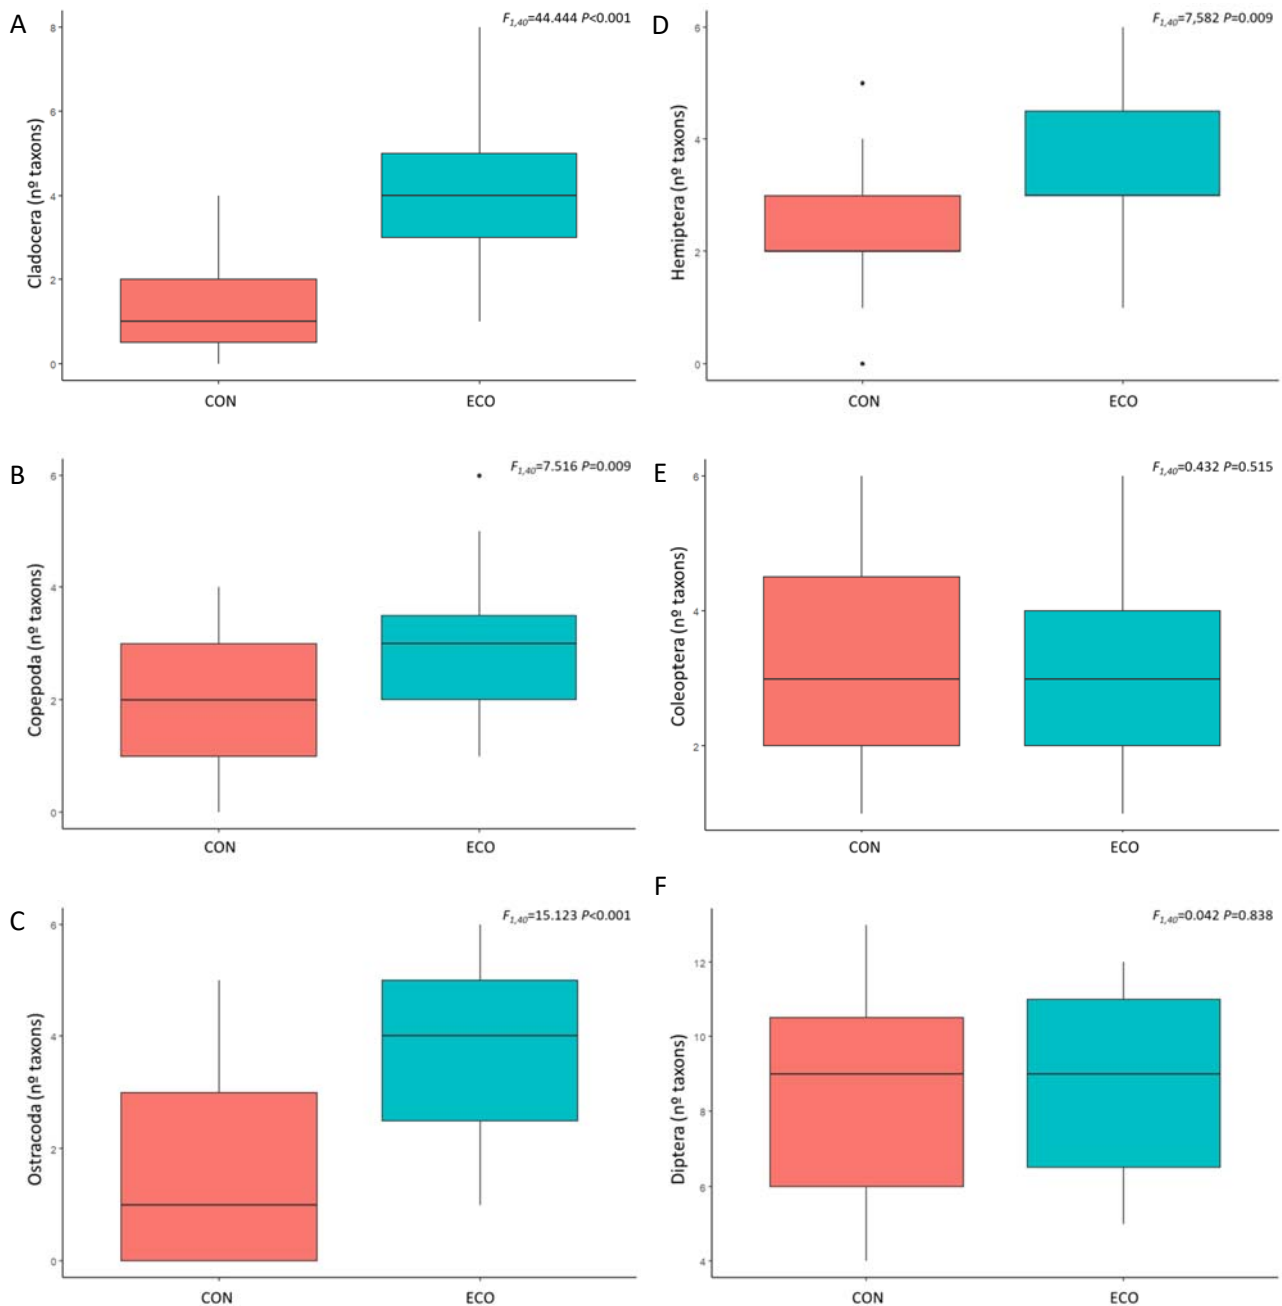 A
F1,40=44.444 P<0.001
Cladocera (nº taxons)
8
6
4
2
0
CON
ECO
D
F1,40=7,582 P=0.009
Hemiptera (nº taxons)
6
4
2
0
CON
ECO
B
F1,40=7.516 P=0.009
Copepoda (nº taxons)
6
4
2
0
CON
ECO
E
F1,40=0.432 P=0.515
Coleoptera (nº taxons)
6
4
2
CON
ECO
C
F1,40=15.123 P<0.001
Ostracoda (nº taxons)
6
4
2
0
CON
ECO
F
F1,40=0.042 P=0.838
Diptera (nº taxons)
12
10
8
6
4
CON
ECO